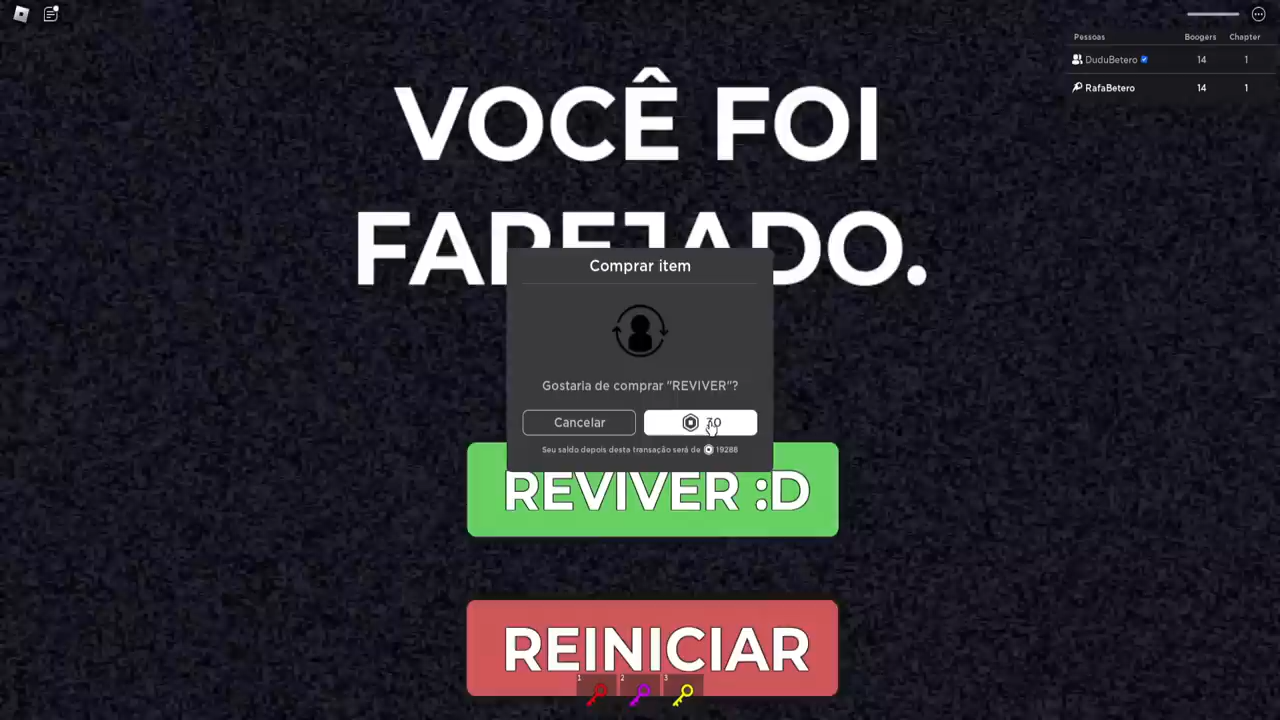 Pessoas Boogers Chapter
DuduBetero 14 1
RafaBetero 14 1
VOCÊ FOI
FAREJADO.
Comprar item
Gostaria de comprar "REVIVER"?
Cancelar
Seu saldo depois desta transação será de 19288
REVIVER :D
REINICIAR
1 2 3